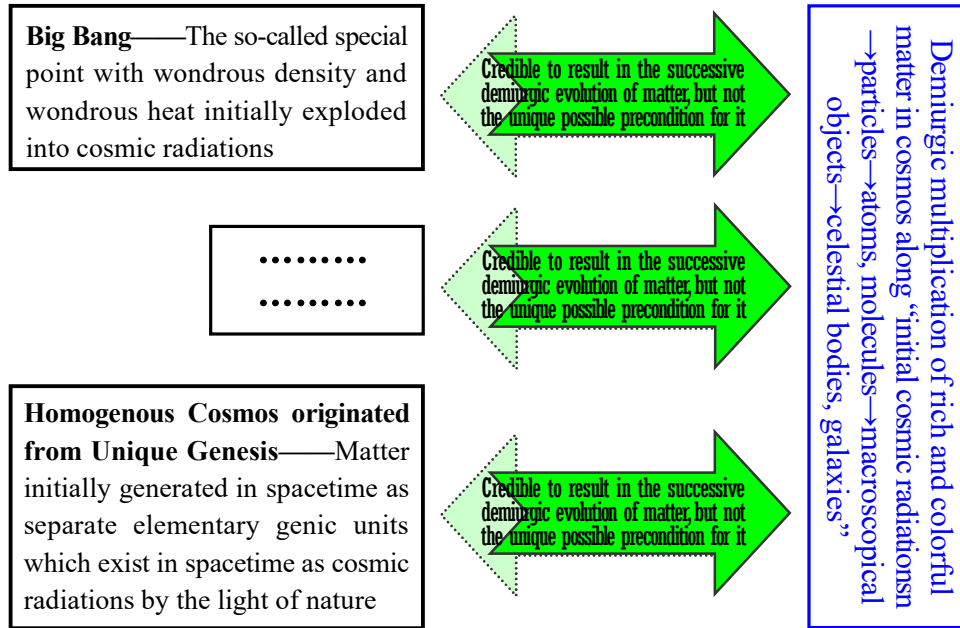 Big Bang——The so-called special
point with wondrous density and
wondrous heat initially exploded
into cosmic radiations
Credible to result in the successive
demiurgic evolution of matter, but not
the unique possible precondition for it
………
………
Credible to result in the successive
demiurgic evolution of matter, but not
the unique possible precondition for it
Homogenous Cosmos originated
from Unique Genesis——Matter
initially generated in spacetime as
separate elementary genic units
which exist in spacetime as cosmic
radiations by the light of nature
Credible to result in the successive
demiurgic evolution of matter, but not
the unique possible precondition for it
Demiurgic multiplication of rich and colorful
matter in cosmos along “initial cosmic radiationsn
→particles→atoms, molecules→macroscopical
objects→celestial bodies, galaxies”